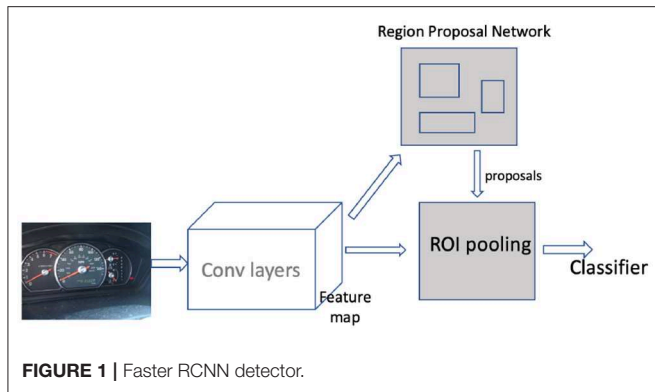 Region Proposal Network
proposals
Conv layers
Feature
map
ROI pooling
Classifier
FIGURE 1 | Faster RCNN detector.